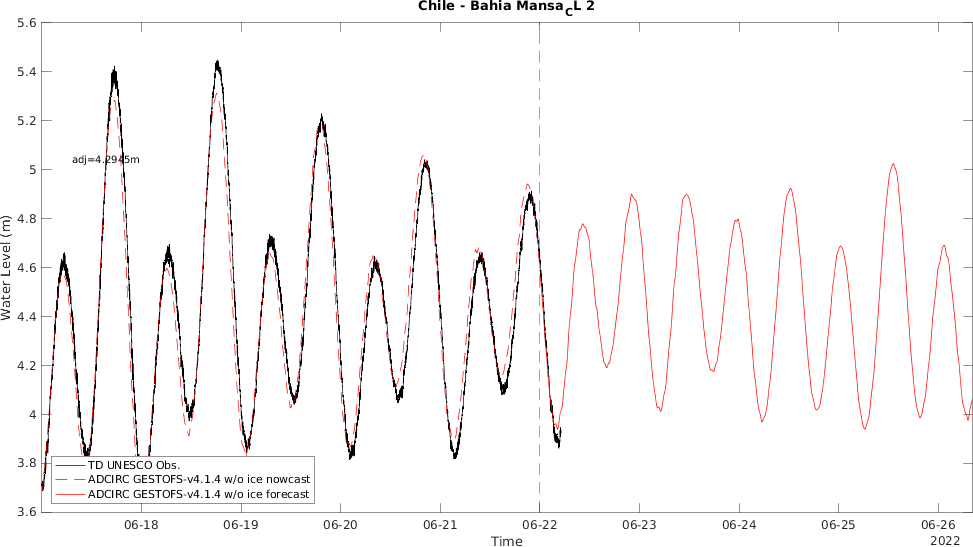 Chile - Bahia Mansa_CL 2
5.6
5.4
5.2
5
4.8
4.6
4.4
4.2
4
3.8
3.6
Water Level (m)
adj=4.2945m
TD UNESCO Obs.
ADCIRC GESTOFS-v4.1.4 w/o ice nowcast
ADCIRC GESTOFS-v4.1.4 w/o ice forecast
06-18 06-19 06-20 06-21 06-22 06-23 06-24 06-25 06-26
Time
2022